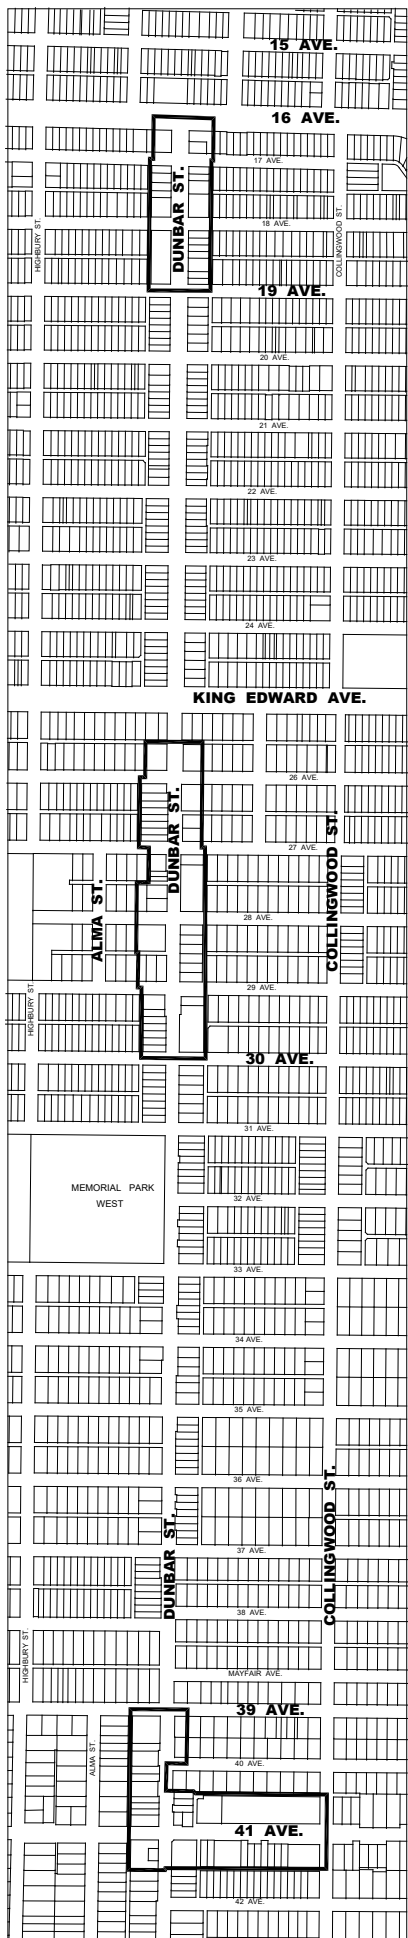 15 AVE.
16 AVE.
17 AVE.
DUNBAR ST.
18 AVE.
HIGHBURY ST.
COLLINGWOOD ST.
19 AVE.
20 AVE.
21 AVE.
22 AVE.
23 AVE.
24 AVE.
KING EDWARD AVE.
26 AVE.
DUNBAR ST.
27 AVE.
COLLINGWOOD ST.
ALMA ST.
28 AVE.
29 AVE.
HIGHBURY ST.
30 AVE.
31 AVE.
MEMORIAL PARK
WEST
32 AVE.
33 AVE.
34 AVE.
35 AVE.
36 AVE.
37 AVE.
DUNBAR ST.
COLLINGWOOD ST.
38 AVE.
HIGHBURY ST.
MAYFAIR AVE.
39 AVE.
ALMA ST.
40 AVE.
41 AVE.
42 AVE.